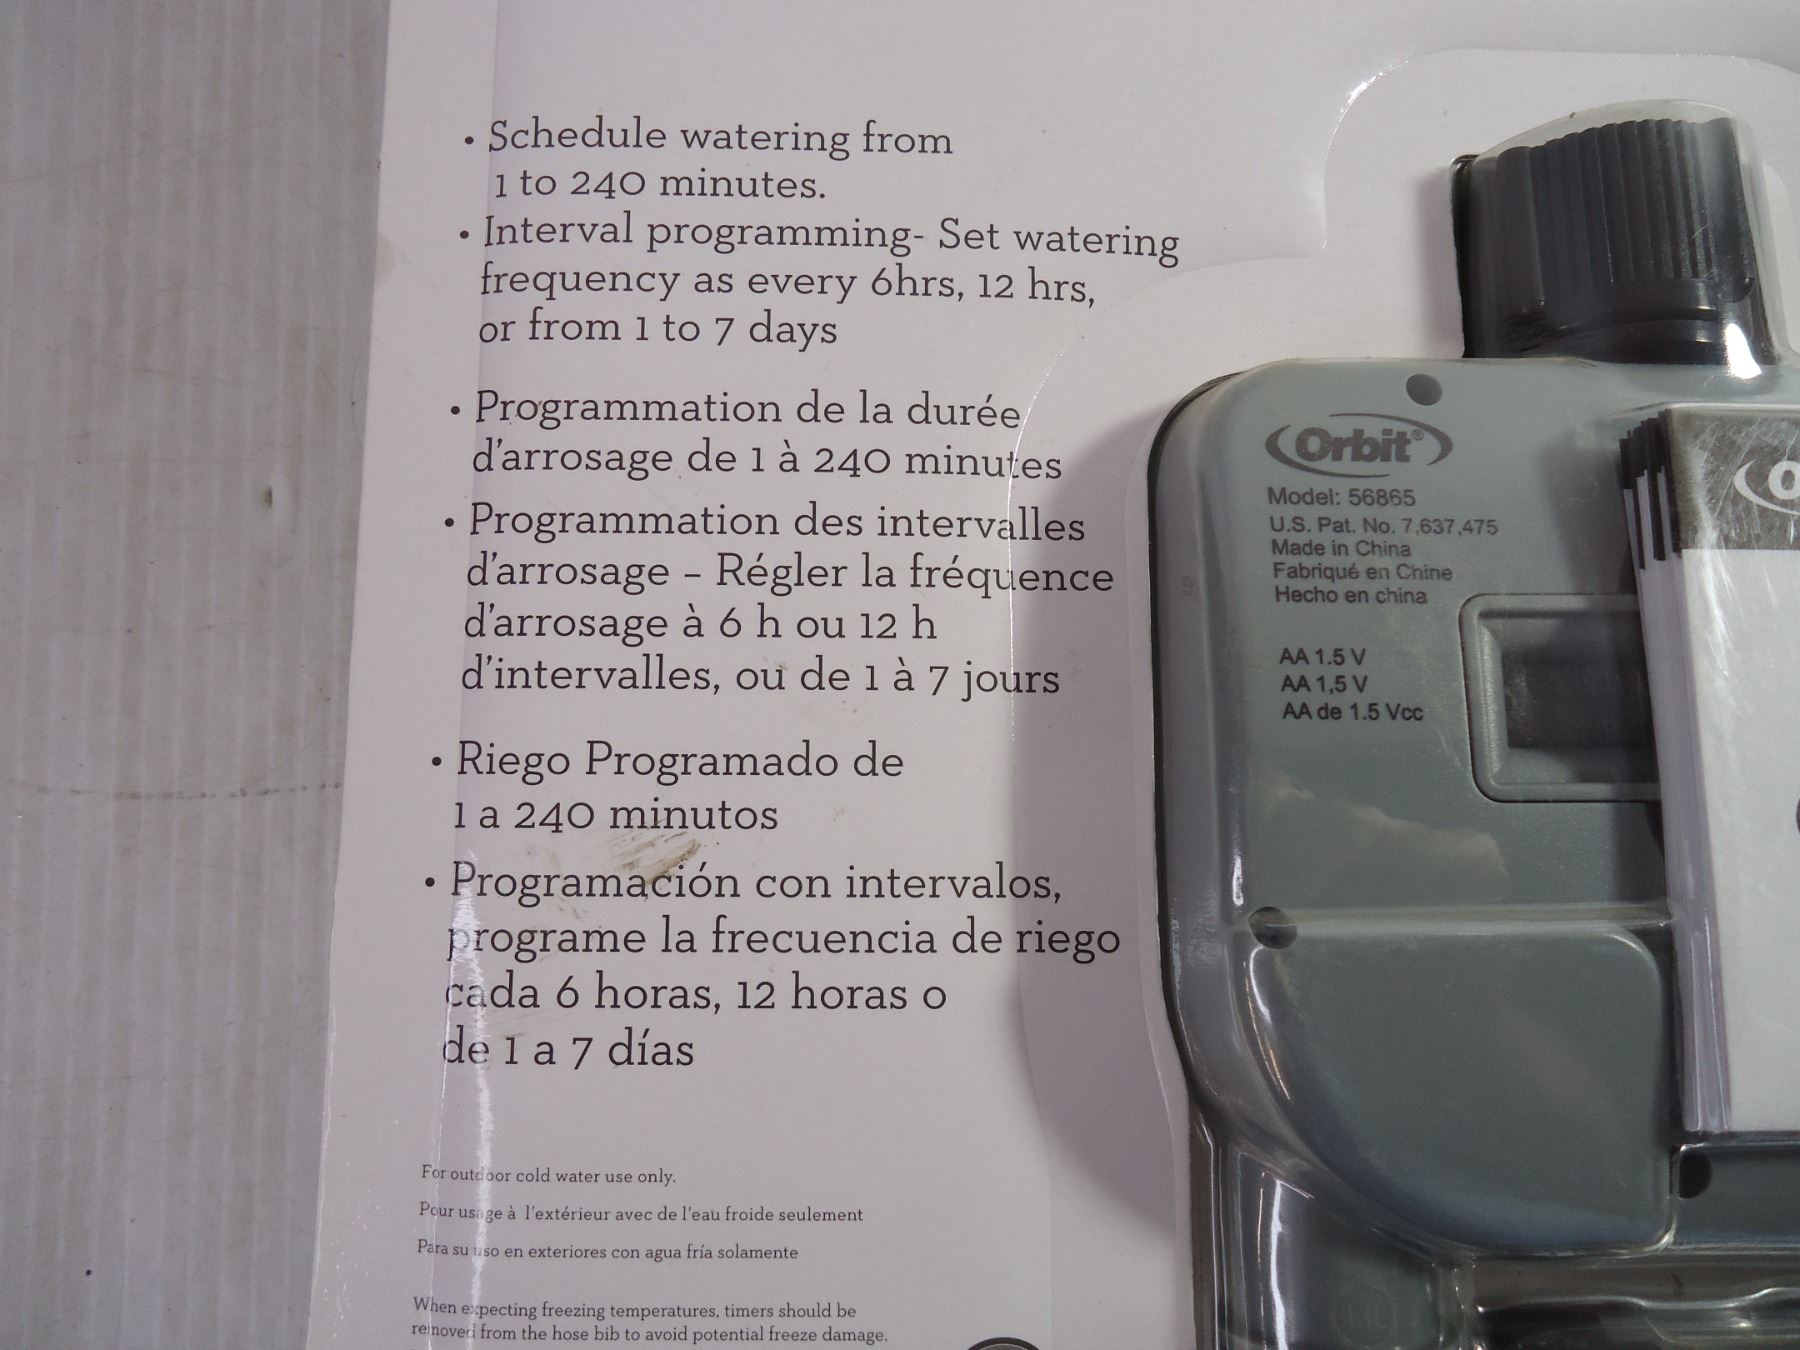 • Schedule watering from
1 to 240 minutes.
• Interval programming- Set watering
frequency as every 6hrs, 12 hrs,
or from 1 to 7 days
• Programmation de la durée
d'arrosage de 1 à 240 minutes
• Programmation des intervalles
d'arrosage – Régler la fréquence
d'arrosage à 6 h ou 12 h
d'intervalles, ou de 1 à 7 jours
• Riego Programado de
1 a 240 minutos
• Programación con intervalos,
programe la frecuencia de riego
cada 6 horas, 12 horas o
de 1 a 7 días
For outdoor cold water use only.
Pour usage à l'extérieur avec de l'eau froide seulement
Para su uso en exteriores con agua fría solamente
When expecting freezing temperatures, timers should be
removed from the hose bib to avoid potential freeze damage.
Orbit®
Model: 56865
U.S. Pat. No. 7,637,475
Made in China
Fabriqué en Chine
Hecho en china
AA 1.5 V
AA 1,5 V
AA de 1.5 Vcc